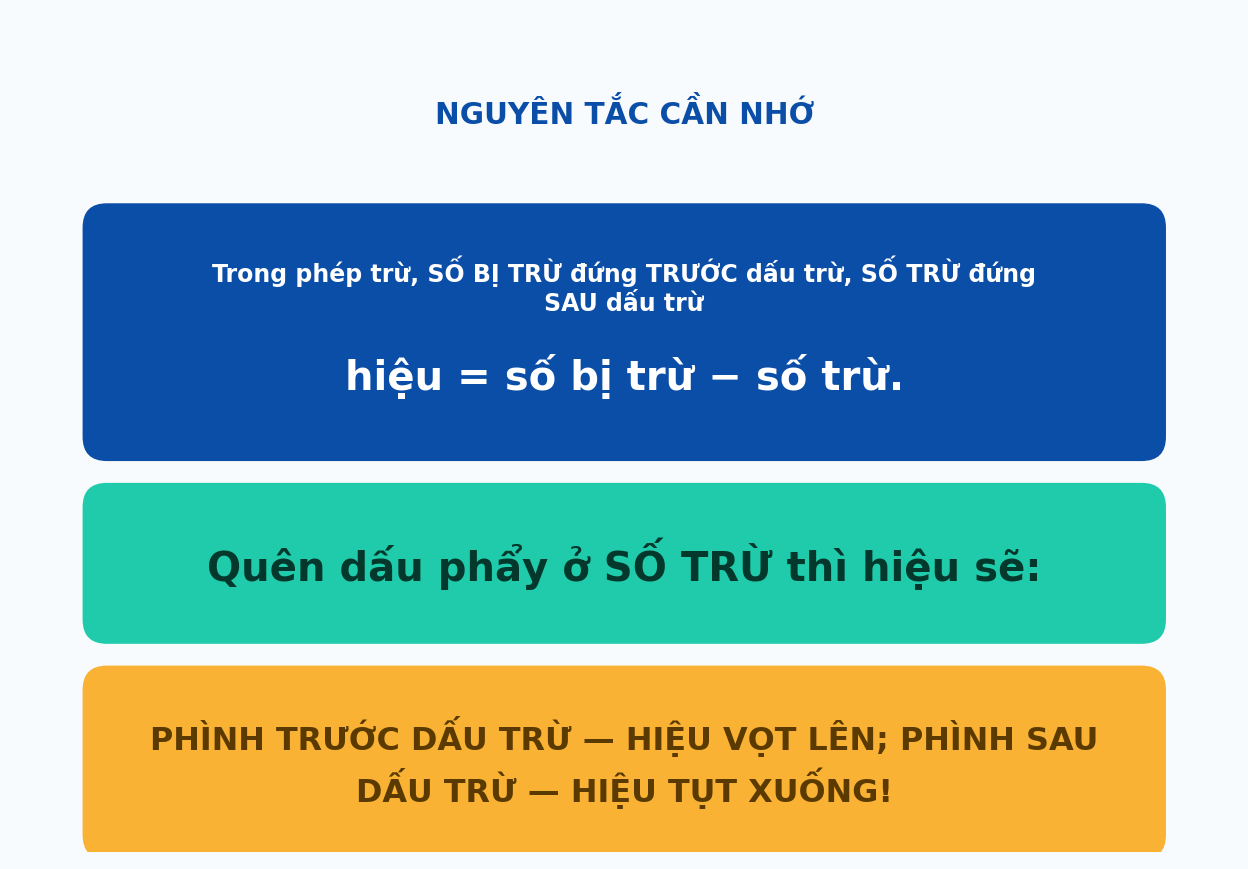 NGUYÊN TẮC CẦN NHỚ
Trong phép trừ, SỐ BỊ TRỪ đứng TRƯỚC dấu trừ, SỐ TRỪ đứng
SAU dấu trừ
hiệu = số bị trừ − số trừ.
Quên dấu phẩy ở SỐ TRỪ thì hiệu sẽ:
PHÌNH TRƯỚC DẤU TRỪ — HIỆU VỌT LÊN; PHÌNH SAU
DẤU TRỪ — HIỆU TỤT XUỐNG!